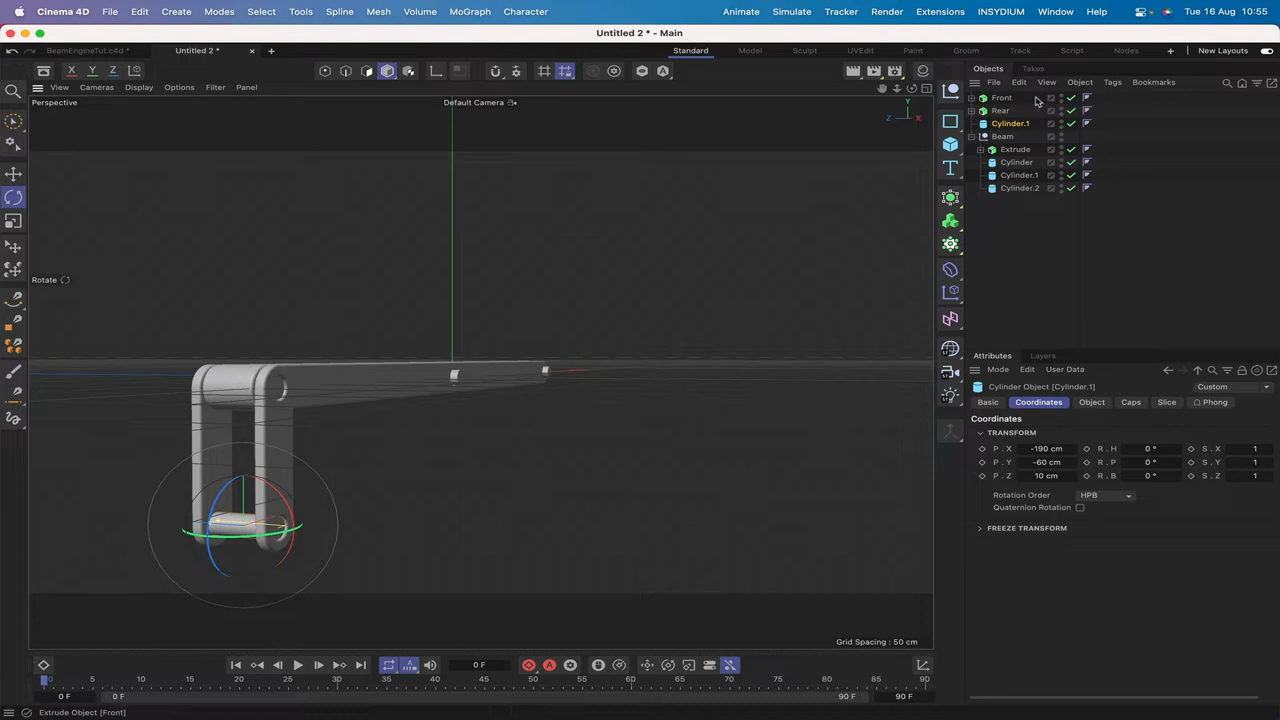 Cinema 4D File Edit Create Modes Select Tools Spline Mesh Volume MoGraph Character Animate Simulate Tracker Render Extensions INSYDIUM Window Help Tue 16 Aug 10:55
Untitled 2 * - Main
BeamEngineTut.c4d * Untitled 2 * Standard Model Sculpt UVEdit Paint Groom Track Script Nodes New Layouts
X Y Z
Objects Takes
View Cameras Display Options Filter Panel
File Edit View Object Tags Bookmarks
Perspective Default Camera
Front
Rear
Cylinder.1
Beam
Extrude
Cylinder
Cylinder.1
Cylinder.2
Y
Z X
Rotate
Attributes Layers
Mode Edit User Data
Cylinder Object [Cylinder.1] Custom
Basic Coordinates Object Caps Slice Phong
Coordinates
TRANSFORM
P . X -190 cm R . H 0 ° S . X 1
P . Y -60 cm R . P 0 ° S . Y 1
P . Z 10 cm R . B 0 ° S . Z 1
Rotation Order HPB
Quaternion Rotation
FREEZE TRANSFORM
Grid Spacing : 50 cm
0 F
0 5 10 15 20 25 30 35 40 45 50 55 60 65 70 75 80 85 90
0 F 0 F 90 F 90 F
Extrude Object [Front]